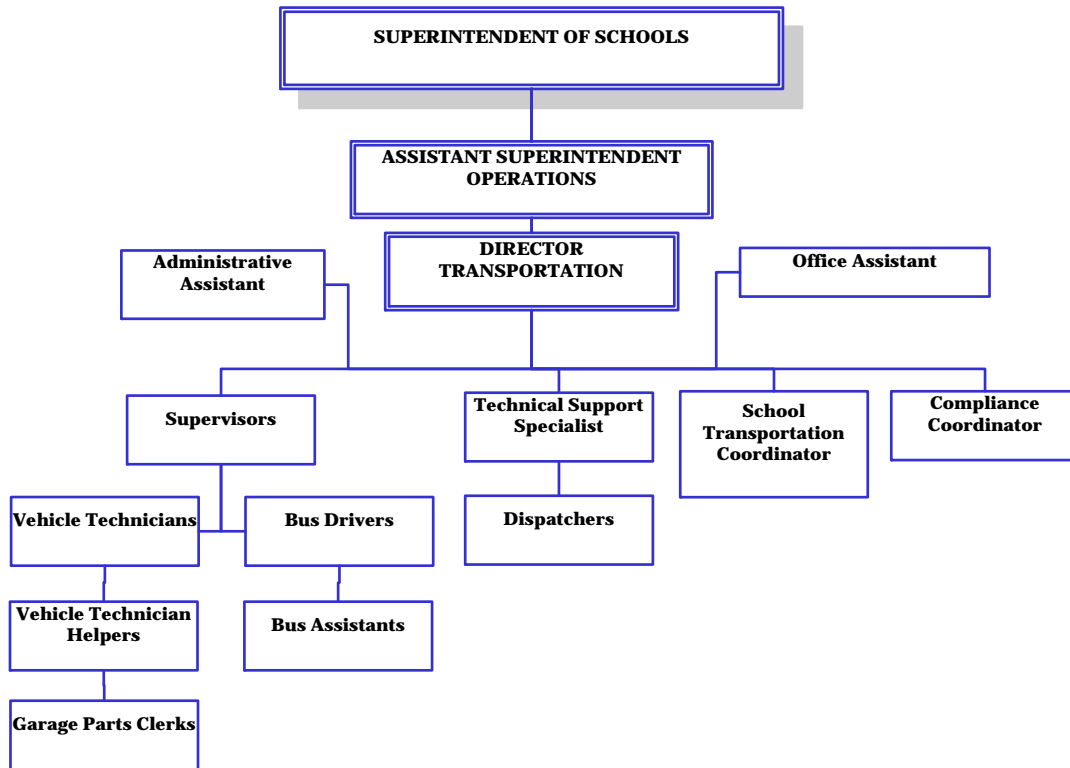 SUPERINTENDENT OF SCHOOLS
ASSISTANT SUPERINTENDENT
OPERATIONS
DIRECTOR
TRANSPORTATION
Administrative
Assistant
Office Assistant
Supervisors
Technical Support
Specialist
School
Transportation
Coordinator
Compliance
Coordinator
Vehicle Technicians
Bus Drivers
Dispatchers
Vehicle Technician
Helpers
Bus Assistants
Garage Parts Clerks